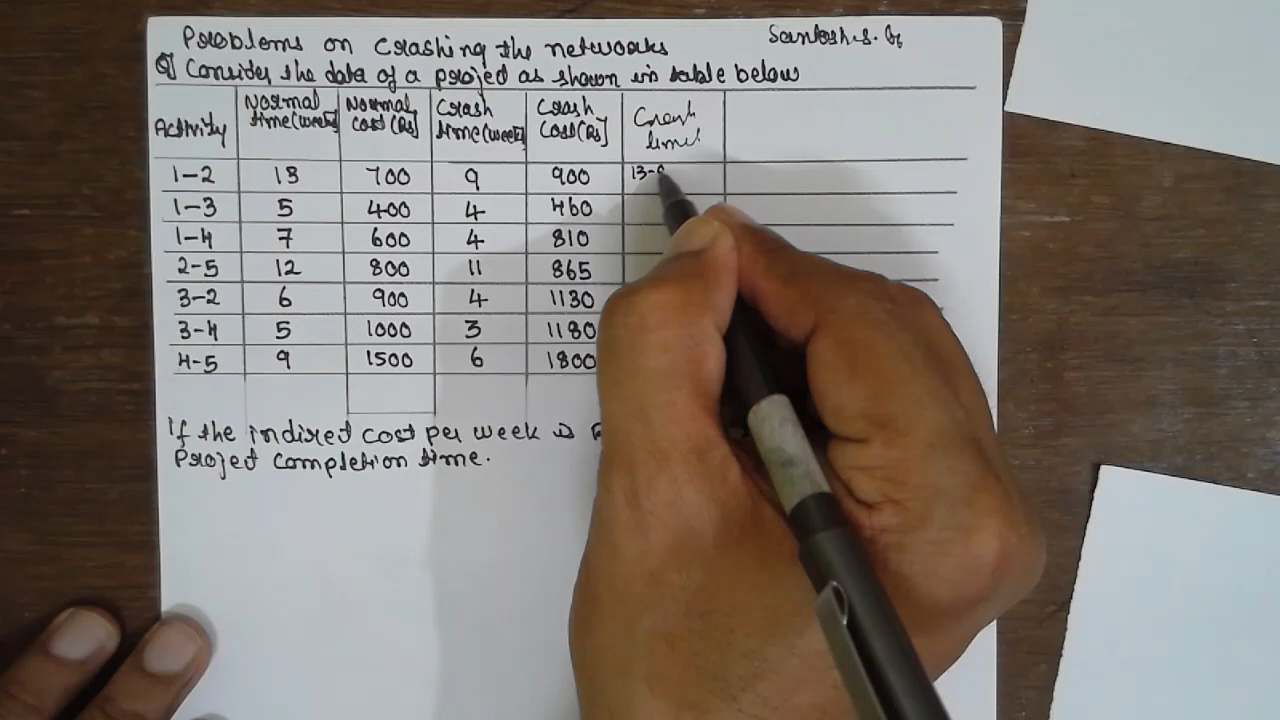 Problems on Crashing the networks Santosh.S. G
Q] Consider the data of a project as shown in table below
Activity Normal time(week) Normal cost(Rs) Crash time(week) Crash Cost(Rs) Crash time
1-2 13 700 9 900 13-9
1-3 5 400 4 460
1-4 7 600 4 810
2-5 12 800 11 865
3-2 6 900 4 1130
3-4 5 1000 3 1180
4-5 9 1500 6 1800
If the indirect cost per week is
Project completion time.